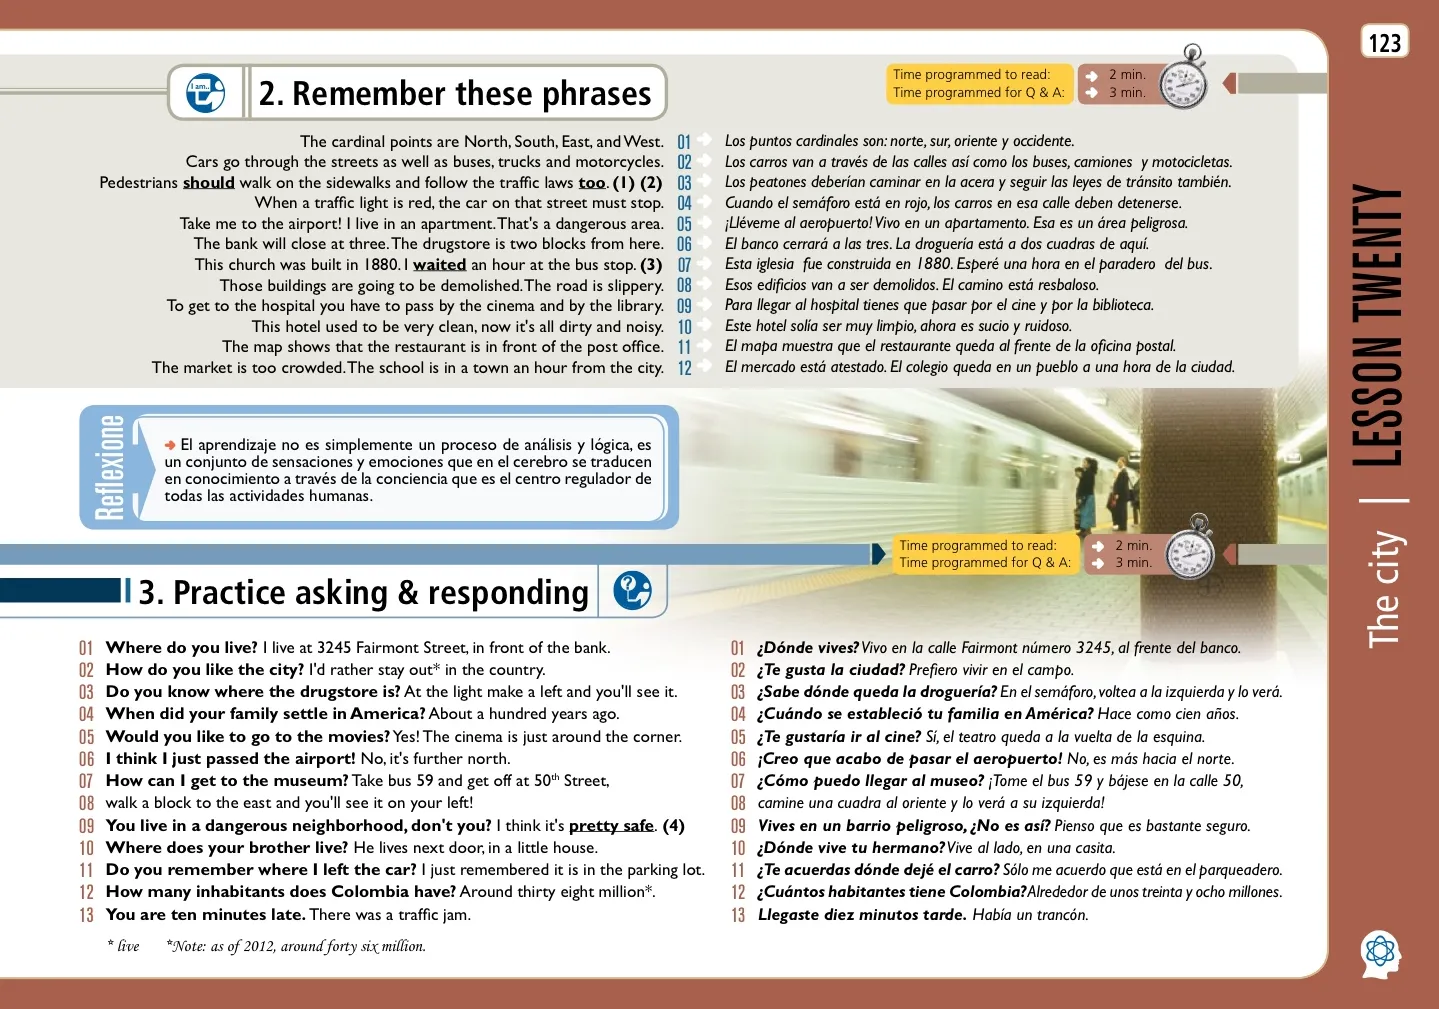 123
I am..
2. Remember these phrases
Time programmed to read: 2 min.
Time programmed for Q & A: 3 min.
The cardinal points are North, South, East, and West. 01 Los puntos cardinales son: norte, sur, oriente y occidente.
Cars go through the streets as well as buses, trucks and motorcycles. 02 Los carros van a través de las calles así como los buses, camiones y motocicletas.
Pedestrians should walk on the sidewalks and follow the traffic laws too. (1) (2) 03 Los peatones deberían caminar en la acera y seguir las leyes de tránsito también.
When a traffic light is red, the car on that street must stop. 04 Cuando el semáforo está en rojo, los carros en esa calle deben detenerse.
Take me to the airport! I live in an apartment. That's a dangerous area. 05 ¡Lléveme al aeropuerto! Vivo en un apartamento. Esa es un área peligrosa.
The bank will close at three. The drugstore is two blocks from here. 06 El banco cerrará a las tres. La droguería está a dos cuadras de aquí.
This church was built in 1880. I waited an hour at the bus stop. (3) 07 Esta iglesia fue construida en 1880. Esperé una hora en el paradero del bus.
Those buildings are going to be demolished. The road is slippery. 08 Esos edificios van a ser demolidos. El camino está resbaloso.
To get to the hospital you have to pass by the cinema and by the library. 09 Para llegar al hospital tienes que pasar por el cine y por la biblioteca.
This hotel used to be very clean, now it's all dirty and noisy. 10 Este hotel solía ser muy limpio, ahora es sucio y ruidoso.
The map shows that the restaurant is in front of the post office. 11 El mapa muestra que el restaurante queda al frente de la oficina postal.
The market is too crowded. The school is in a town an hour from the city. 12 El mercado está atestado. El colegio queda en un pueblo a una hora de la ciudad.
Reflexione
El aprendizaje no es simplemente un proceso de análisis y lógica, es
un conjunto de sensaciones y emociones que en el cerebro se traducen
en conocimiento a través de la conciencia que es el centro regulador de
todas las actividades humanas.
Time programmed to read: 2 min.
Time programmed for Q & A: 3 min.
3. Practice asking & responding
?
01 Where do you live? I live at 3245 Fairmont Street, in front of the bank.
02 How do you like the city? I'd rather stay out* in the country.
03 Do you know where the drugstore is? At the light make a left and you'll see it.
04 When did your family settle in America? About a hundred years ago.
05 Would you like to go to the movies? Yes! The cinema is just around the corner.
06 I think I just passed the airport! No, it's further north.
07 How can I get to the museum? Take bus 59 and get off at 50th Street,
08 walk a block to the east and you'll see it on your left!
09 You live in a dangerous neighborhood, don't you? I think it's pretty safe. (4)
10 Where does your brother live? He lives next door, in a little house.
11 Do you remember where I left the car? I just remembered it is in the parking lot.
12 How many inhabitants does Colombia have? Around thirty eight million*.
13 You are ten minutes late. There was a traffic jam.
* live *Note: as of 2012, around forty six million.
01 ¿Dónde vives? Vivo en la calle Fairmont número 3245, al frente del banco.
02 ¿Te gusta la ciudad? Prefiero vivir en el campo.
03 ¿Sabe dónde queda la droguería? En el semáforo, voltea a la izquierda y lo verá.
04 ¿Cuándo se estableció tu familia en América? Hace como cien años.
05 ¿Te gustaría ir al cine? Sí, el teatro queda a la vuelta de la esquina.
06 ¡Creo que acabo de pasar el aeropuerto! No, es más hacia el norte.
07 ¿Cómo puedo llegar al museo? ¡Tome el bus 59 y bájese en la calle 50,
08 camine una cuadra al oriente y lo verá a su izquierda!
09 Vives en un barrio peligroso, ¿No es así? Pienso que es bastante seguro.
10 ¿Dónde vive tu hermano? Vive al lado, en una casita.
11 ¿Te acuerdas dónde dejé el carro? Sólo me acuerdo que está en el parqueadero.
12 ¿Cuántos habitantes tiene Colombia? Alrededor de unos treinta y ocho millones.
13 Llegaste diez minutos tarde. Había un trancón.
The city | LESSON TWENTY